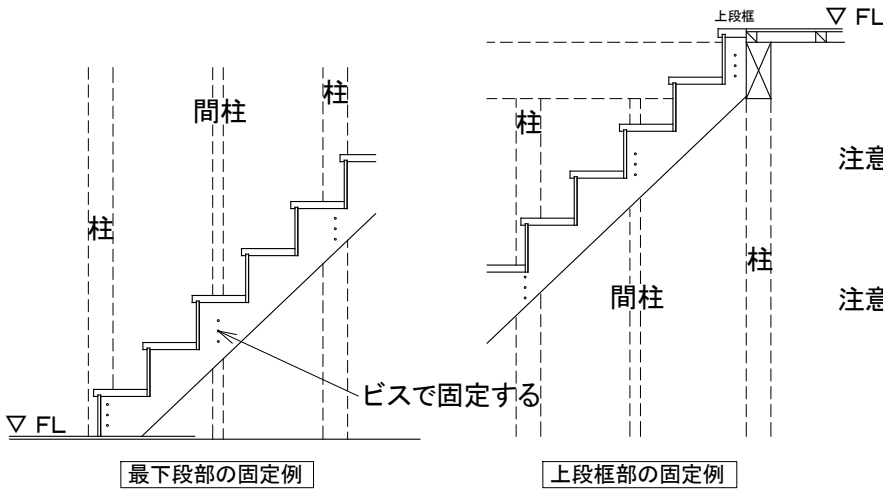 柱
間柱
柱
ビスで固定する
▽ FL
最下段部の固定例
上段框
▽ FL
柱
間柱
柱
上段框部の固定例
注意
注意